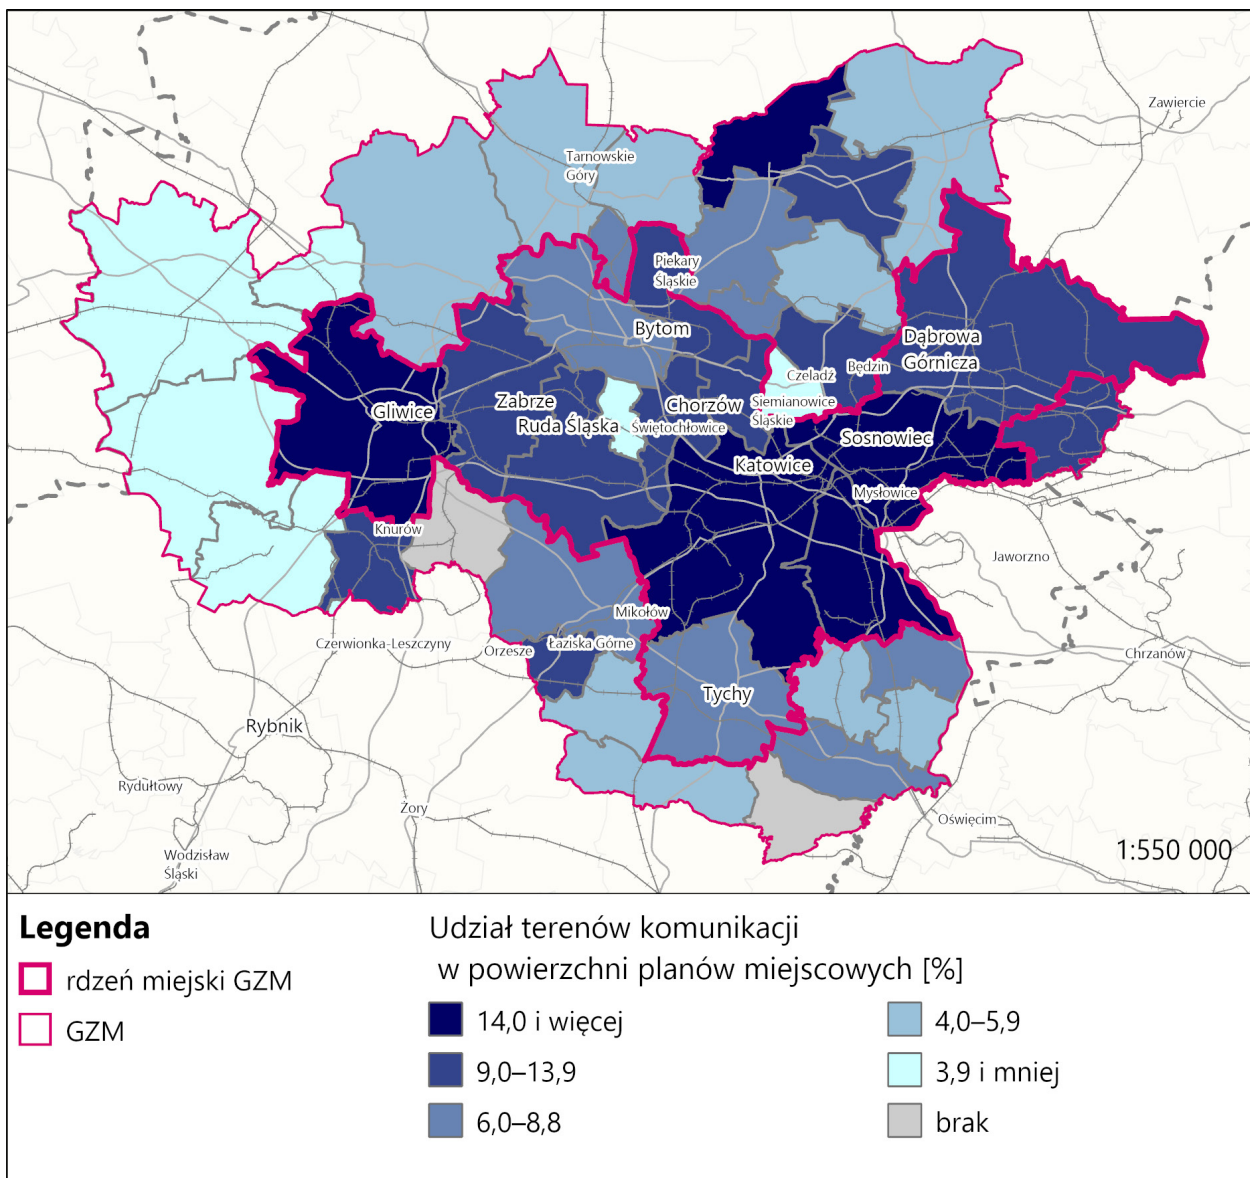 Zawiercie
Tarnowskie
Góry
Piekary
Śląskie
Bytom
Dąbrowa
Górnicza
Czeladź
Będzin
Zabrze
Chorzów
Siemianowice
Śląskie
Gliwice
Ruda Śląska
Świętochłowice
Sosnowiec
Katowice
Mysłowice
Knurów
Jaworzno
Mikołów
Czerwionka-Leszczyny
Orzesze
Łaziska Górne
Chrzanów
Tychy
Rybnik
Rydułtowy
Żory
Oświęcim
Wodzisław
Śląski
1:550 000
Legenda
rdzeń miejski GZM
GZM
Udział terenów komunikacji
w powierzchni planów miejscowych [%]
14,0 i więcej
9,0–13,9
6,0–8,8
4,0–5,9
3,9 i mniej
brak